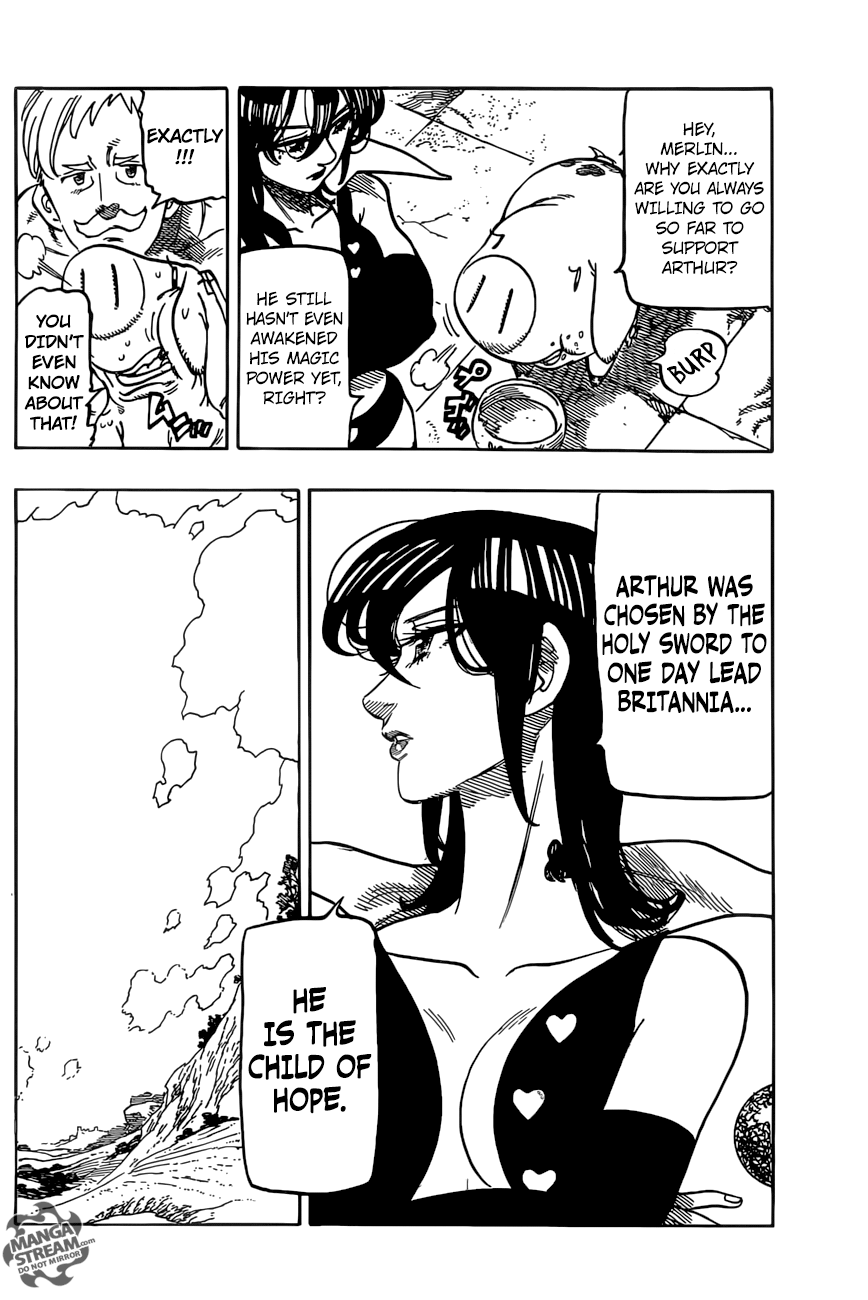 HEY,
MERLIN...
WHY EXACTLY
ARE YOU ALWAYS
WILLING TO GO
SO FAR TO
SUPPORT
ARTHUR?
BURP
HE STILL
HASN'T EVEN
AWAKENED
HIS MAGIC
POWER YET,
RIGHT?
EXACTLY
!!!
YOU
DIDN'T
EVEN
KNOW
ABOUT
THAT!
ARTHUR WAS
CHOSEN BY THE
HOLY SWORD TO
ONE DAY LEAD
BRITANNIA...
HE
IS THE
CHILD OF
HOPE.
MANGA
STREAM.com
DO NOT MIRROR